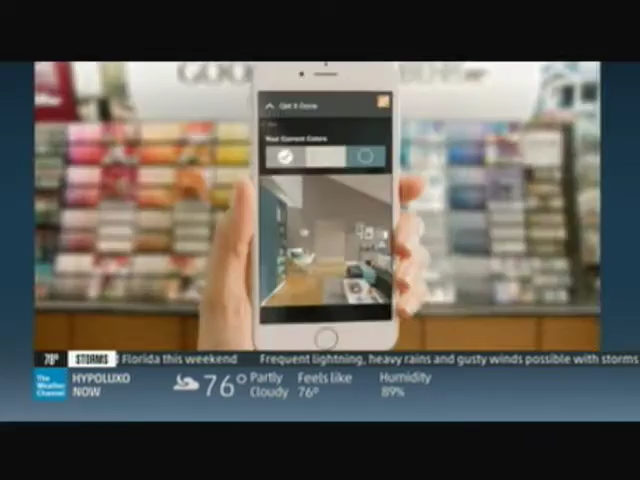 Get It Done
Your Current Colors
78° STORMS Florida this weekend Frequent lightning, heavy rains and gusty winds possible with storms
The Weather Channel
HYPOLUXO NOW
76° Partly Cloudy
Feels like 76°
Humidity 89%